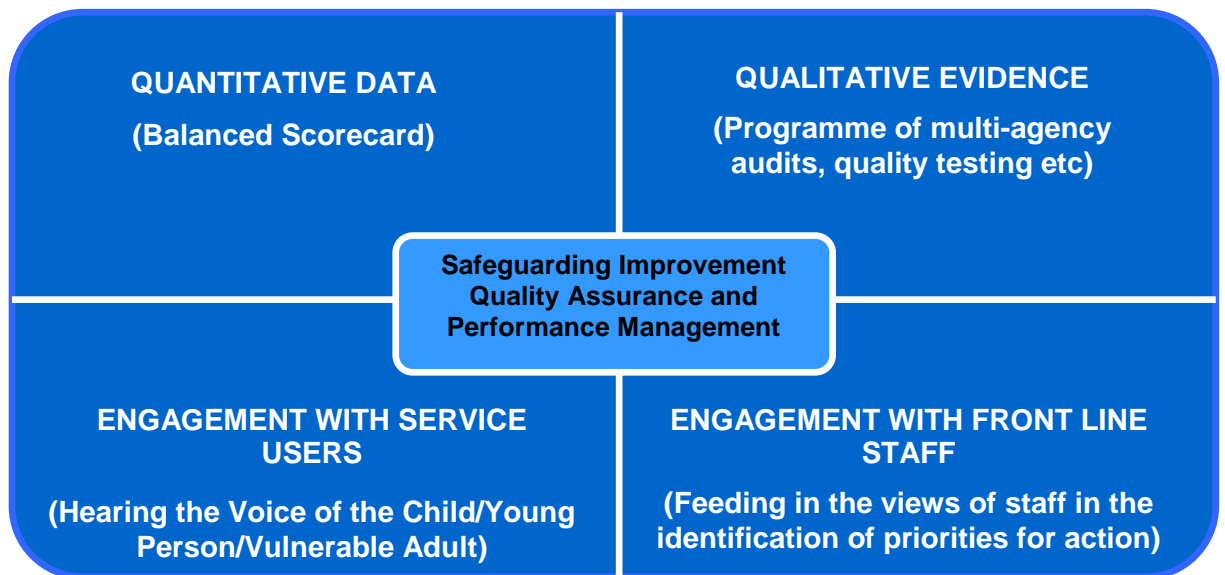 QUANTITATIVE DATA
(Balanced Scorecard)
QUALITATIVE EVIDENCE
(Programme of multi-agency
audits, quality testing etc)
Safeguarding Improvement
Quality Assurance and
Performance Management
ENGAGEMENT WITH SERVICE
USERS
(Hearing the Voice of the Child/Young
Person/Vulnerable Adult)
ENGAGEMENT WITH FRONT LINE
STAFF
(Feeding in the views of staff in the
identification of priorities for action)